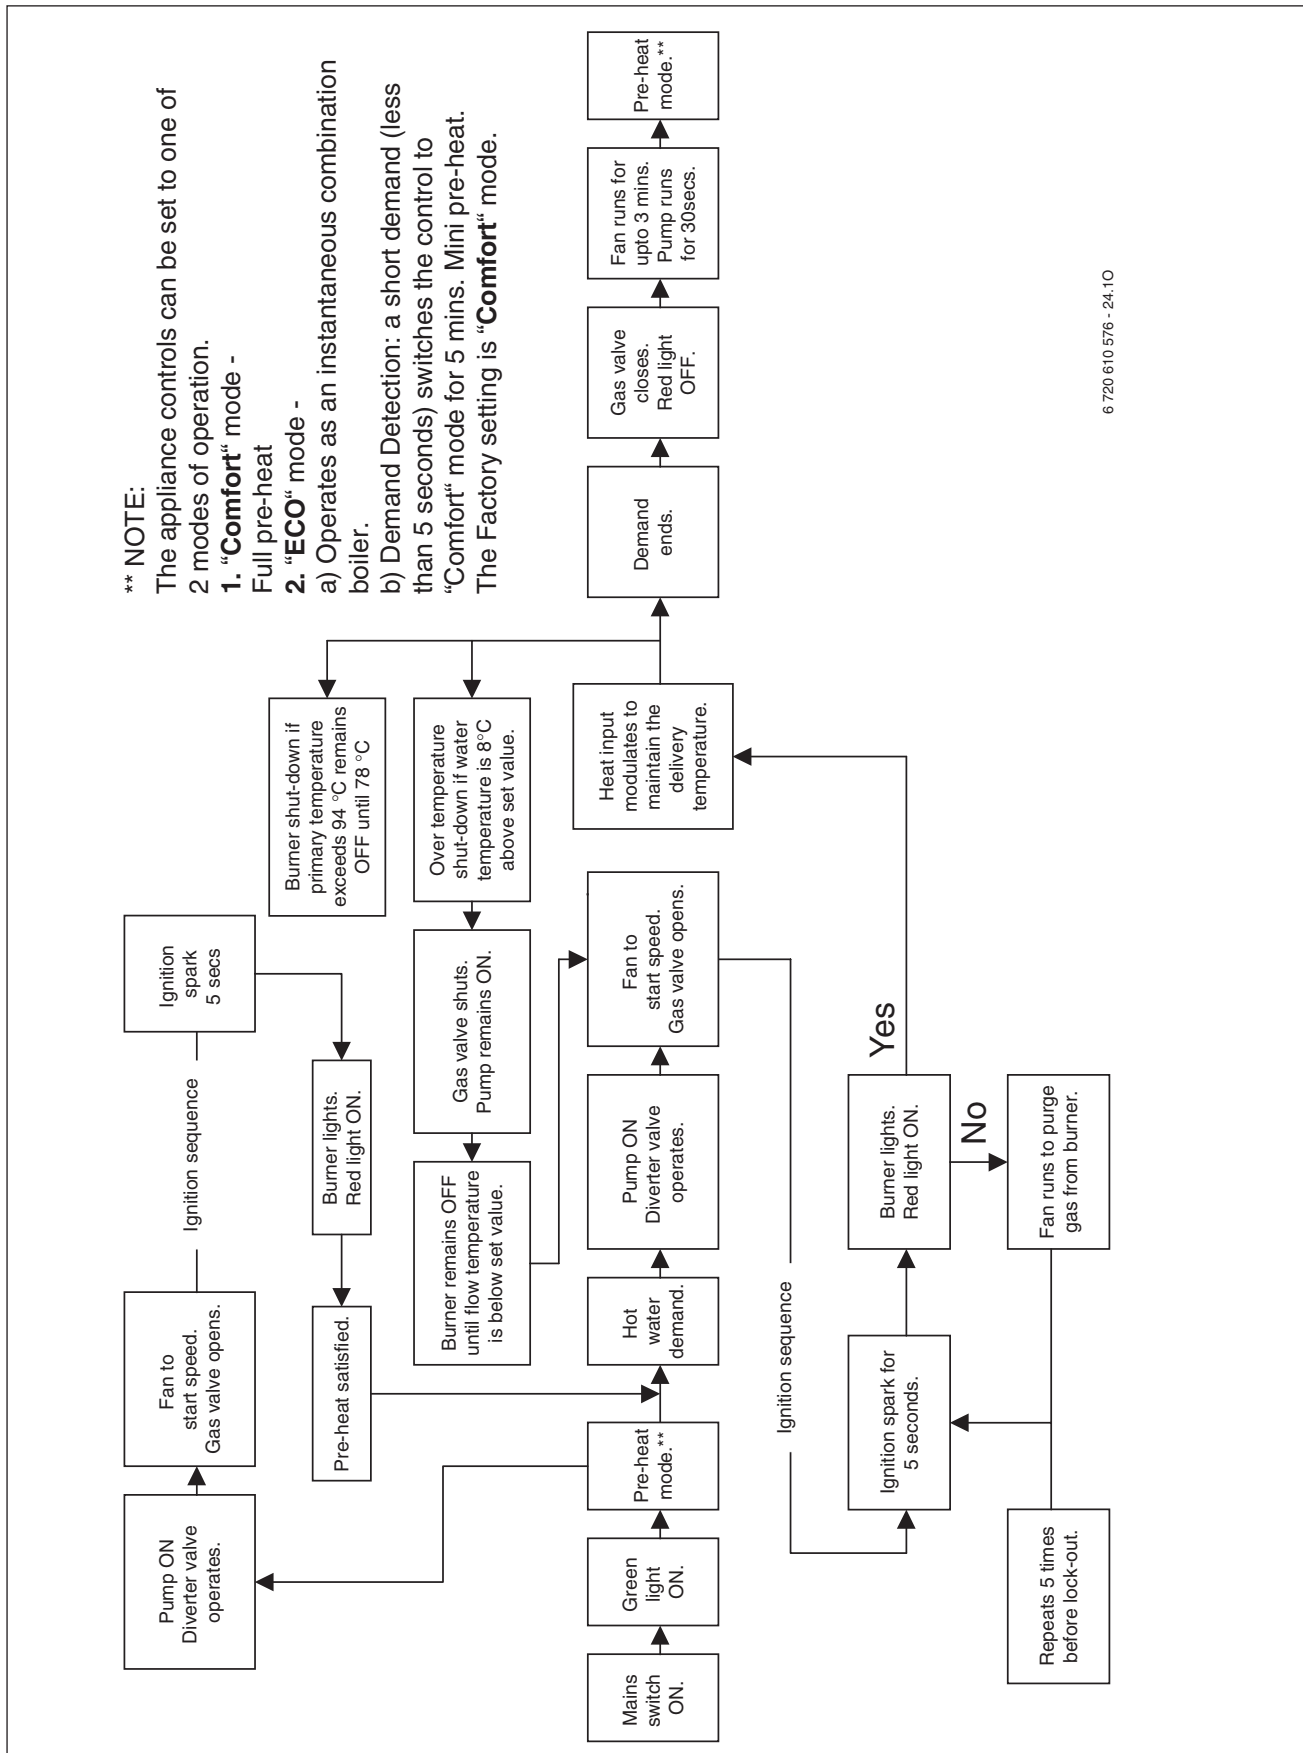 ** NOTE:
The appliance controls can be set to one of
2 modes of operation.
1. “Comfort“ mode -
Full pre-heat
2. “ECO“ mode -
a) Operates as an instantaneous combination
boiler.
b) Demand Detection: a short demand (less
than 5 seconds) switches the control to
“Comfort“ mode for 5 mins. Mini pre-heat.
The Factory setting is “Comfort“ mode.
Pump ON
Diverter valve
operates.
Fan to
start speed.
Gas valve opens.
Ignition sequence
Ignition
spark
5 secs
Burner lights.
Red light ON.
Pre-heat satisfied.
Burner shut-down if
primary temperature
exceeds 94 °C remains
OFF until 78 °C
Over temperature
shut-down if water
temperature is 8°C
above set value.
Gas valve shuts.
Pump remains ON.
Burner remains OFF
until flow temperature
is below set value.
Mains
switch
ON.
Green
light
ON.
Pre-heat
mode.**
Hot
water
demand.
Pump ON
Diverter valve
operates.
Fan to
start speed.
Gas valve opens.
Heat input
modulates to
maintain the
delivery
temperature.
Demand
ends.
Gas valve
closes.
Red light
OFF.
Fan runs for
upto 3 mins.
Pump runs
for 30secs.
Pre-heat
mode.**
Ignition sequence
Ignition spark for
5 seconds.
Burner lights.
Red light ON.
Yes
No
Fan runs to purge
gas from burner.
Repeats 5 times
before lock-out.
6 720 610 576 - 24.1O